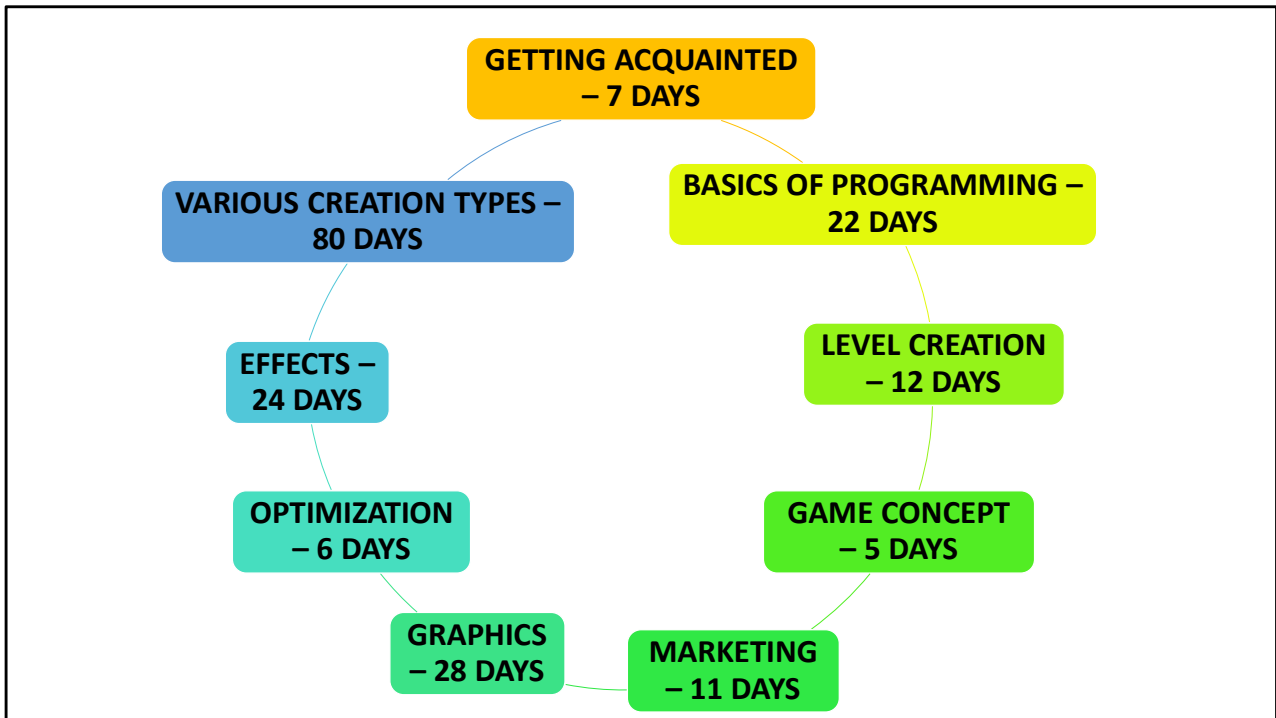 GETTING ACQUAINTED
– 7 DAYS
BASICS OF PROGRAMMING –
22 DAYS
LEVEL CREATION
– 12 DAYS
GAME CONCEPT
– 5 DAYS
MARKETING
– 11 DAYS
GRAPHICS
– 28 DAYS
OPTIMIZATION
– 6 DAYS
EFFECTS –
24 DAYS
VARIOUS CREATION TYPES –
80 DAYS